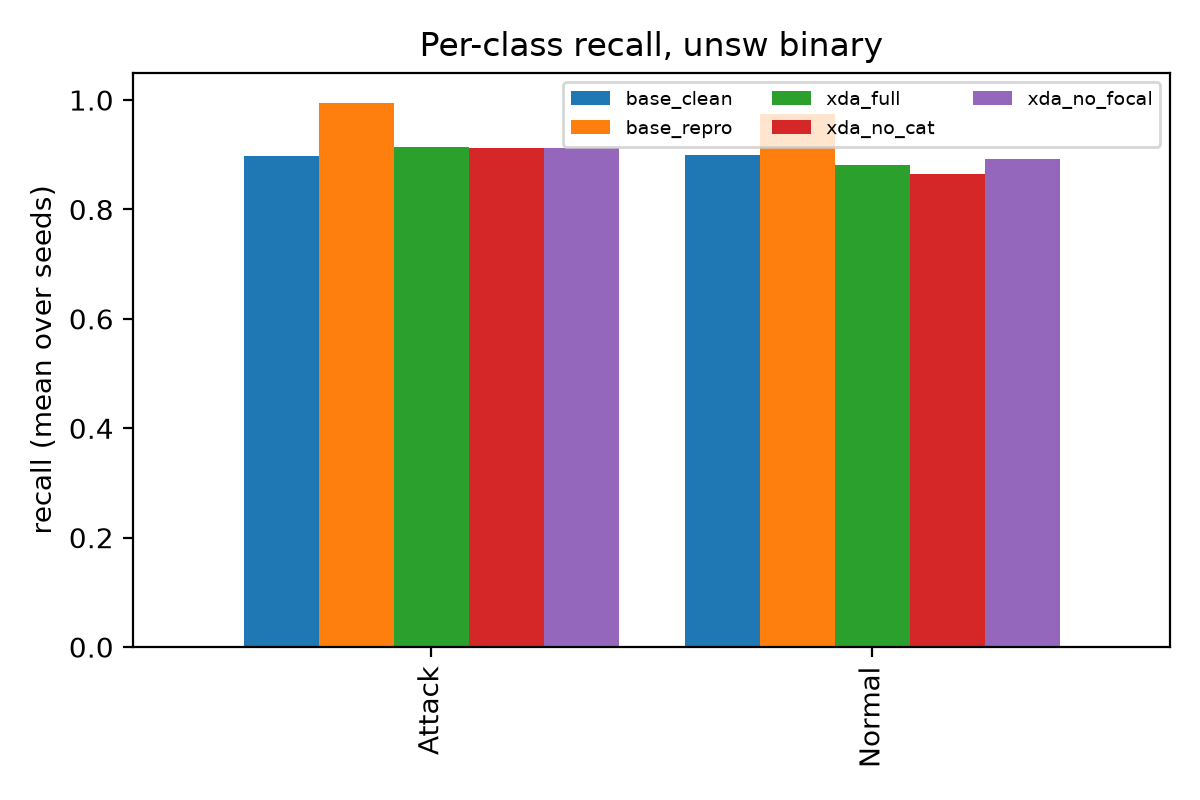 Per-class recall, unsw binary
base_clean
base_repro
xda_full
xda_no_cat
xda_no_focal
recall (mean over seeds)
1.0
0.8
0.6
0.4
0.2
0.0
Attack
Normal